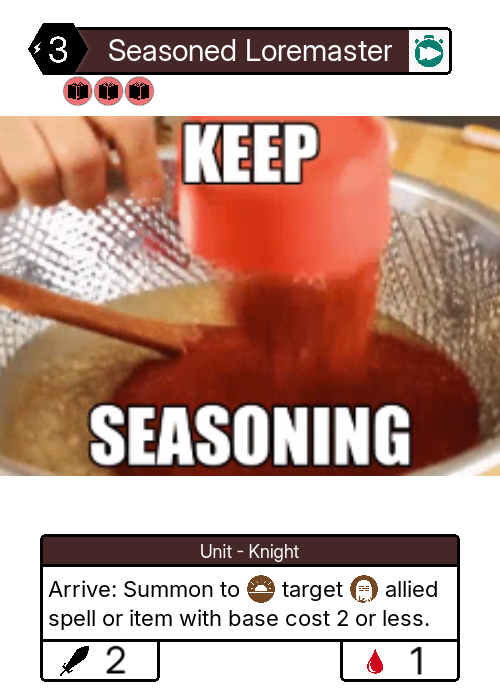 3
Seasoned Loremaster
KEEP
SEASONING
Unit - Knight
Arrive: Summon to target allied
spell or item with base cost 2 or less.
2
1